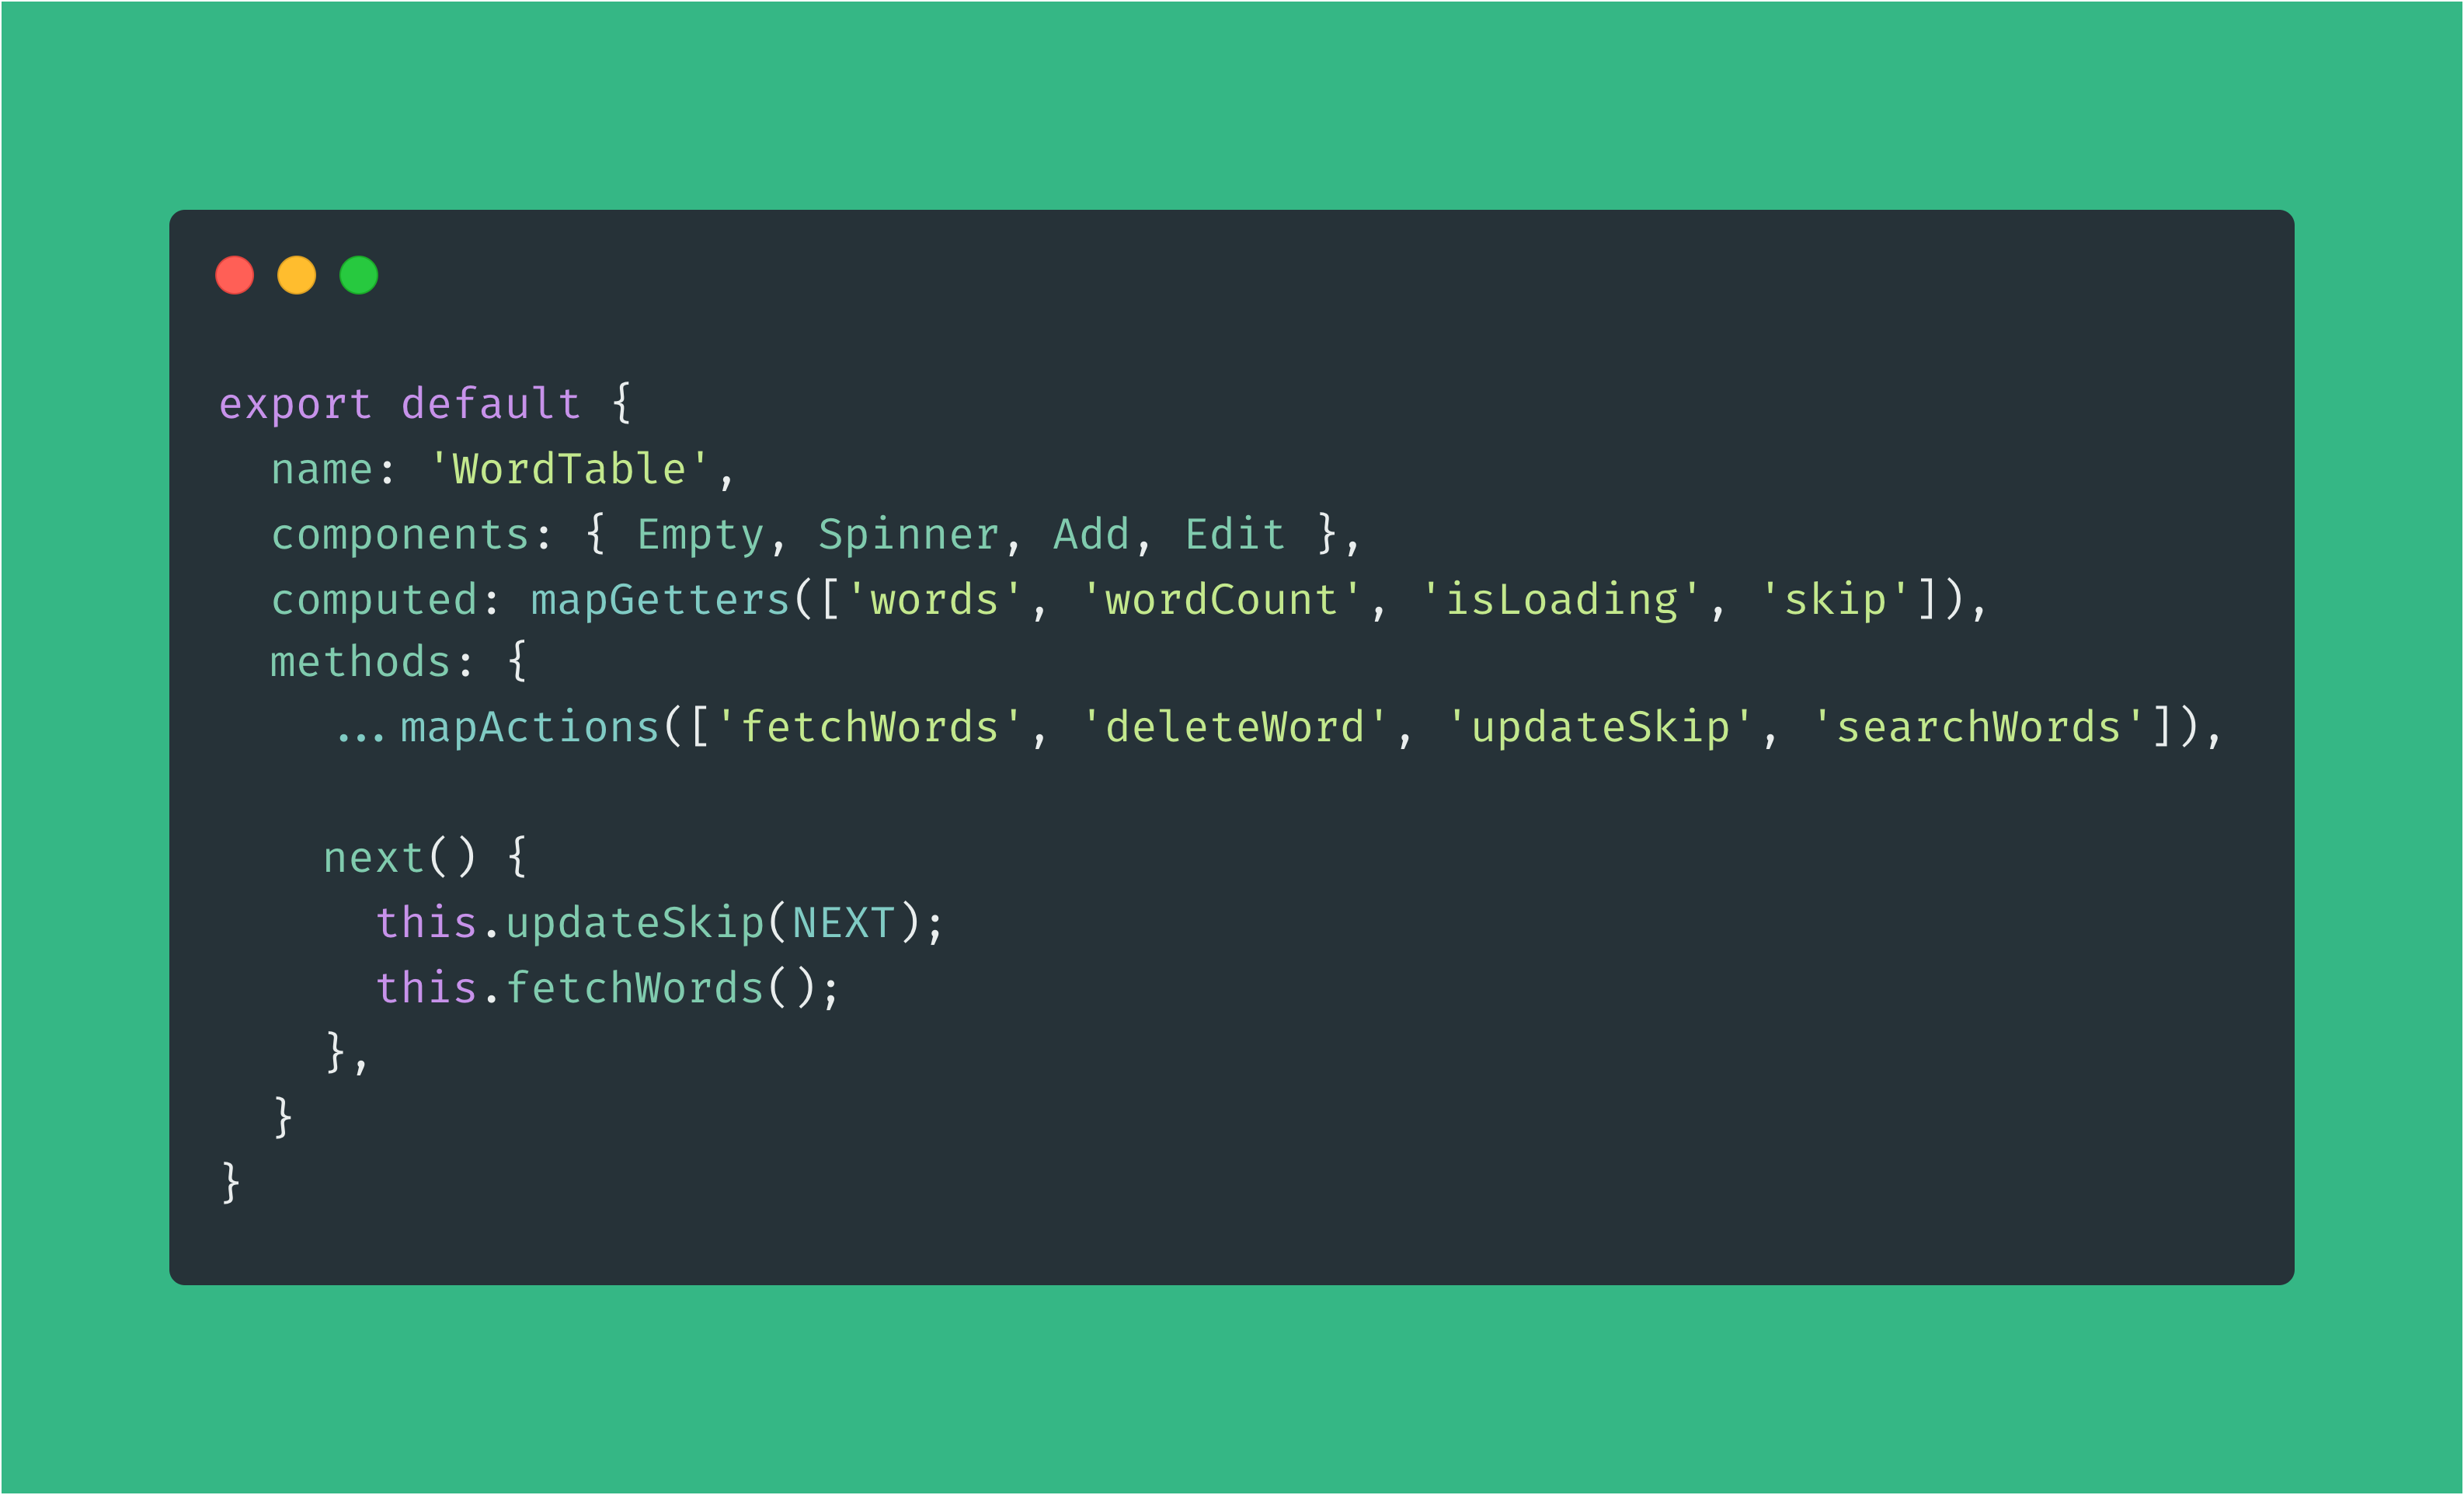 export default {
  name: 'WordTable',
  components: { Empty, Spinner, Add, Edit },
  computed: mapGetters(['words', 'wordCount', 'isLoading', 'skip']),
  methods: {
    ...mapActions(['fetchWords', 'deleteWord', 'updateSkip', 'searchWords']),

    next() {
      this.updateSkip(NEXT);
      this.fetchWords();
    },
  }
}